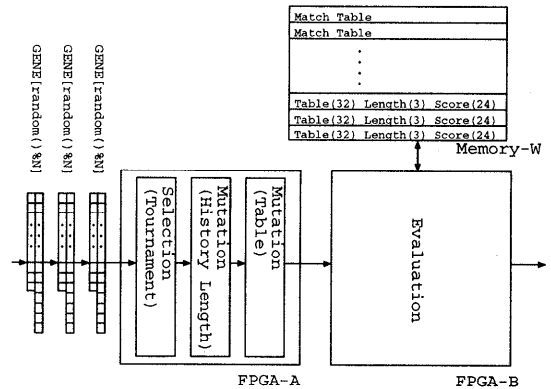 Match Table
Match Table
Table(32) Length(3) Score(24)
Table(32) Length(3) Score(24)
Table(32) Length(3) Score(24)
Memory-W
GENE[random()%N]
GENE[random()%N]
GENE[random()%N]
Selection
(Tournament)
Mutation
(History Length)
Mutation
(Table)
Evaluation
FPGA-A
FPGA-B